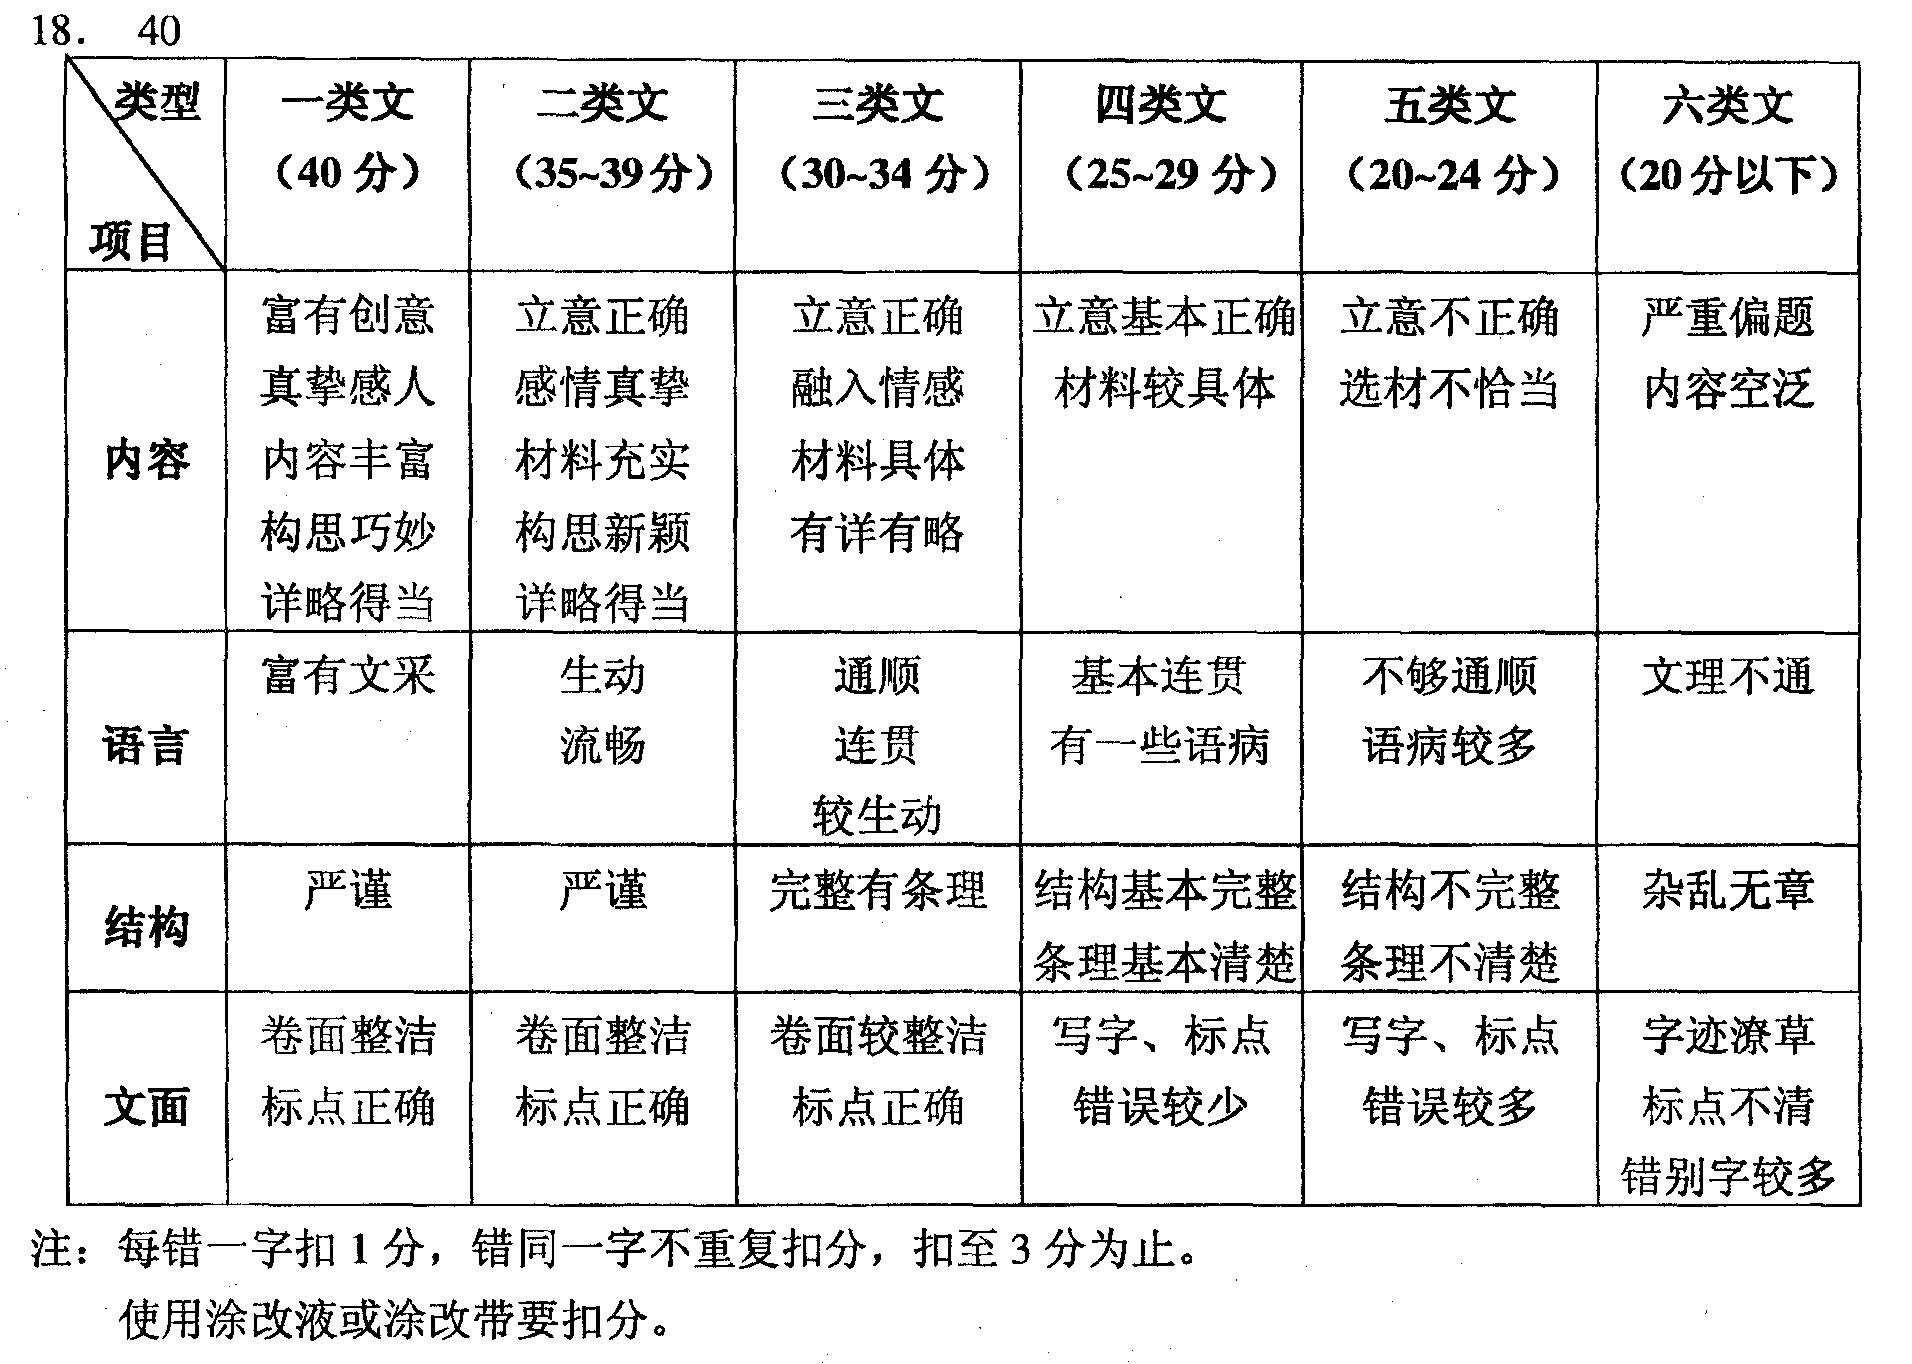 18. 40
类型 一类文 二类文 三类文 四类文 五类文 六类文
（40 分） （35~39分） （30~34 分） （25~29 分） （20~24 分） （20分以下）
项目
富有创意 立意正确 立意正确 立意基本正确 立意不正确 严重偏题
真挚感人 感情真挚 融入情感 材料较具体 选材不恰当 内容空泛
内容 内容丰富 材料充实 材料具体
构思巧妙 构思新颖 有详有略
详略得当 详略得当
富有文采 生动 通顺 基本连贯 不够通顺 文理不通
语言 流畅 连贯 有一些语病 语病较多
较生动
严谨 严谨 完整有条理 结构基本完整 结构不完整 杂乱无章
结构 条理基本清楚 条理不清楚
卷面整洁 卷面整洁 卷面较整洁 写字、标点 写字、标点 字迹潦草
文面 标点正确 标点正确 标点正确 错误较少 错误较多 标点不清
错别字较多
注：每错一字扣 1 分，错同一字不重复扣分，扣至 3 分为止。
使用涂改液或涂改带要扣分。